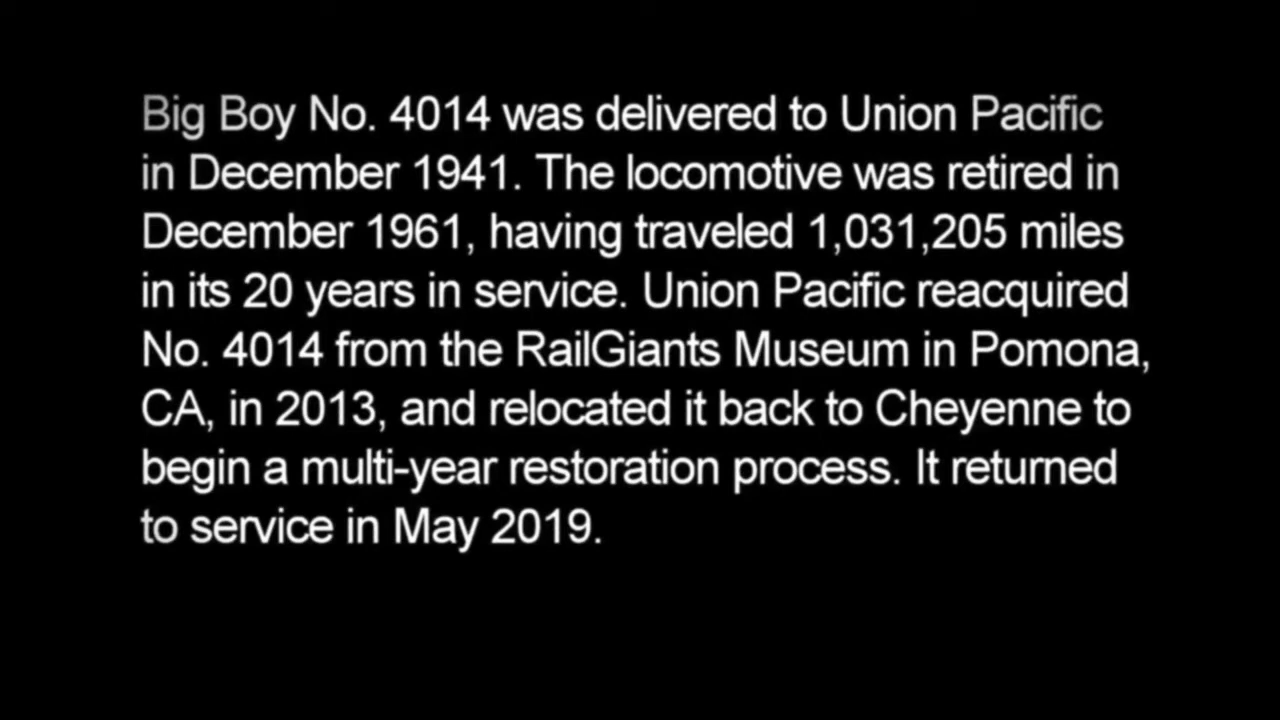 Big Boy No. 4014 was delivered to Union Pacific
in December 1941. The locomotive was retired in
December 1961, having traveled 1,031,205 miles
in its 20 years in service. Union Pacific reacquired
No. 4014 from the RailGiants Museum in Pomona,
CA, in 2013, and relocated it back to Cheyenne to
begin a multi-year restoration process. It returned
to service in May 2019.